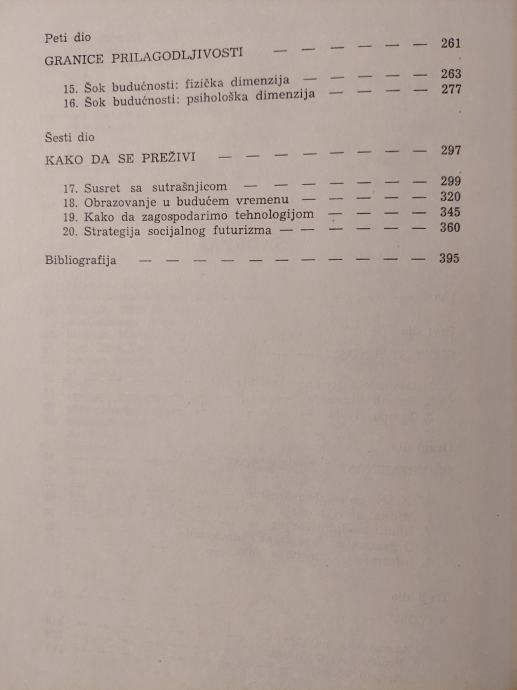 Peti dio
GRANICE PRILAGODLJIVOSTI — — — — — — — 261
15. Šok budućnosti: fizička dimenzija — — — — — 263
16. Šok budućnosti: psihološka dimenzija — — — — 277
Šesti dio
KAKO DA SE PREŽIVI — — — — — — — — 297
17. Susret sa sutrašnjicom — — — — — — — 299
18. Obrazovanje u budućem vremenu — — — — — 320
19. Kako da zagospodarimo tehnologijom — — — — 345
20. Strategija socijalnog futurizma — — — — — — 360
Bibliografija — — — — — — — — — — — 395